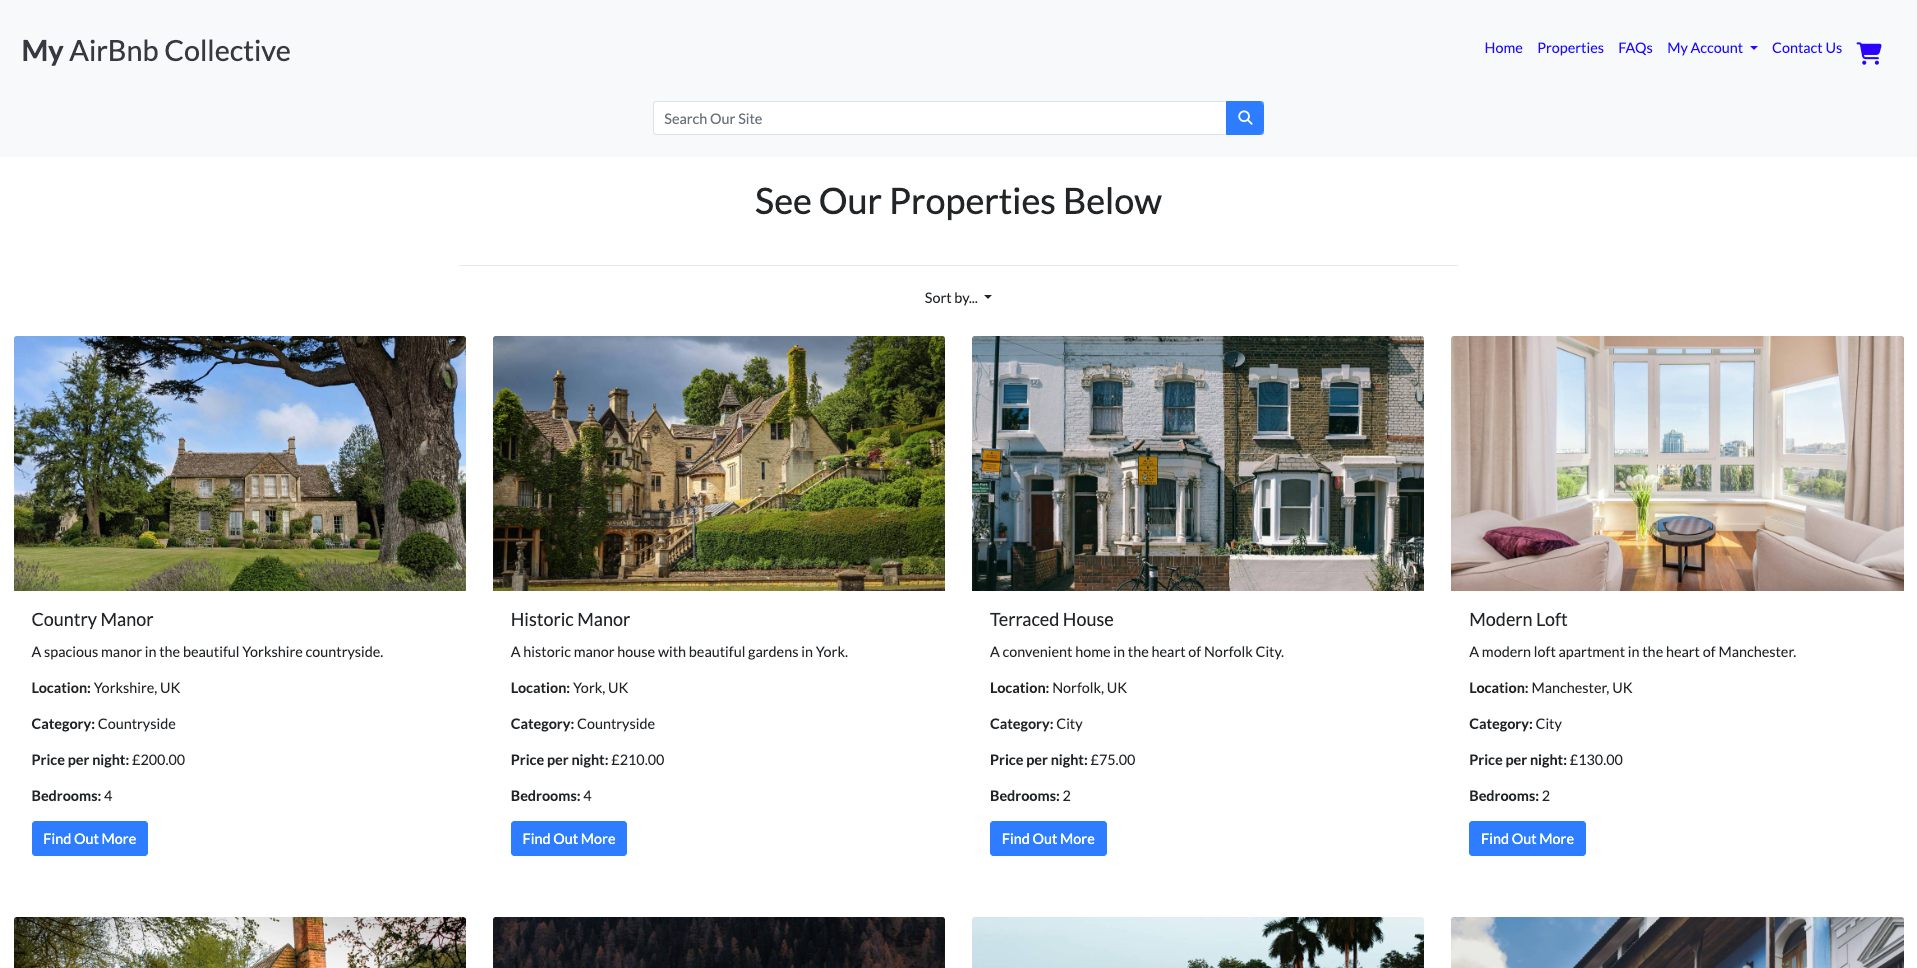 My AirBnb Collective
Home Properties FAQs My Account Contact Us
Search Our Site
See Our Properties Below
Sort by...
Country Manor
A spacious manor in the beautiful Yorkshire countryside.
Location: Yorkshire, UK
Category: Countryside
Price per night: £200.00
Bedrooms: 4
Find Out More
Historic Manor
A historic manor house with beautiful gardens in York.
Location: York, UK
Category: Countryside
Price per night: £210.00
Bedrooms: 4
Find Out More
Terraced House
A convenient home in the heart of Norfolk City.
Location: Norfolk, UK
Category: City
Price per night: £75.00
Bedrooms: 2
Find Out More
Modern Loft
A modern loft apartment in the heart of Manchester.
Location: Manchester, UK
Category: City
Price per night: £130.00
Bedrooms: 2
Find Out More